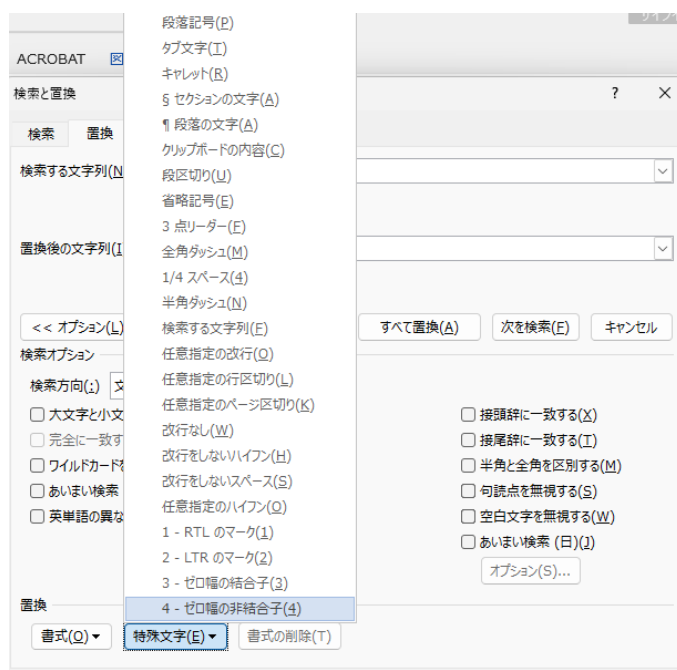 サインイ
ACROBAT
検索と置換
?
×
検索
置換
検索する文字列(N
置換後の文字列(I
段落記号(P)
タブ文字(T)
キャレット(R)
§ セクションの文字(A)
¶ 段落の文字(A)
クリップボードの内容(C)
段区切り(U)
省略記号(E)
3 点リーダー(F)
全角ダッシュ(M)
1/4 スペース(4)
半角ダッシュ(N)
検索する文字列(F)
任意指定の改行(O)
任意指定の行区切り(L)
任意指定のページ区切り(K)
改行なし(W)
改行をしないハイフン(H)
改行をしないスペース(S)
任意指定のハイフン(O)
1 - RTL のマーク(1)
2 - LTR のマーク(2)
3 - ゼロ幅の結合子(3)
4 - ゼロ幅の非結合子(4)
<< オプション(L)
すべて置換(A)
次を検索(F)
キャンセル
検索オプション
検索方向(:)
文
大文字と小文
完全に一致す
ワイルドカードを
あいまい検索
英単語の異な
接頭辞に一致する(X)
接尾辞に一致する(T)
半角と全角を区別する(M)
句読点を無視する(S)
空白文字を無視する(W)
あいまい検索 (日)(J)
オプション(S)...
置換
書式(O)
特殊文字(E)
書式の削除(T)